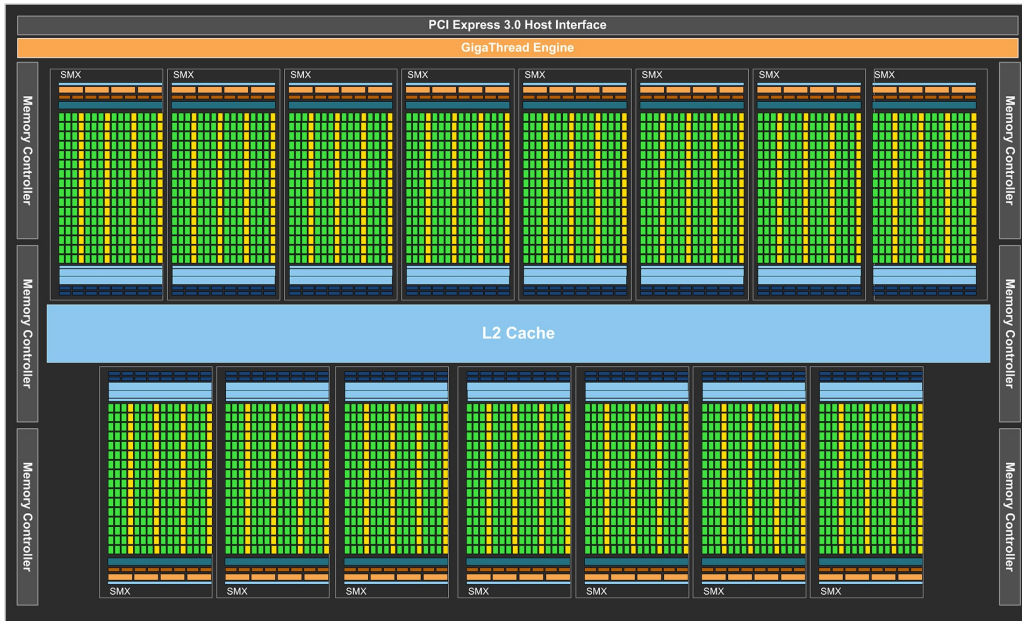 PCI Express 3.0 Host Interface
GigaThread Engine
SMX
SMX
SMX
SMX
SMX
SMX
SMX
SMX
Memory Controller
Memory Controller
Memory Controller
Memory Controller
L2 Cache
Memory Controller
Memory Controller
SMX
SMX
SMX
SMX
SMX
SMX
SMX